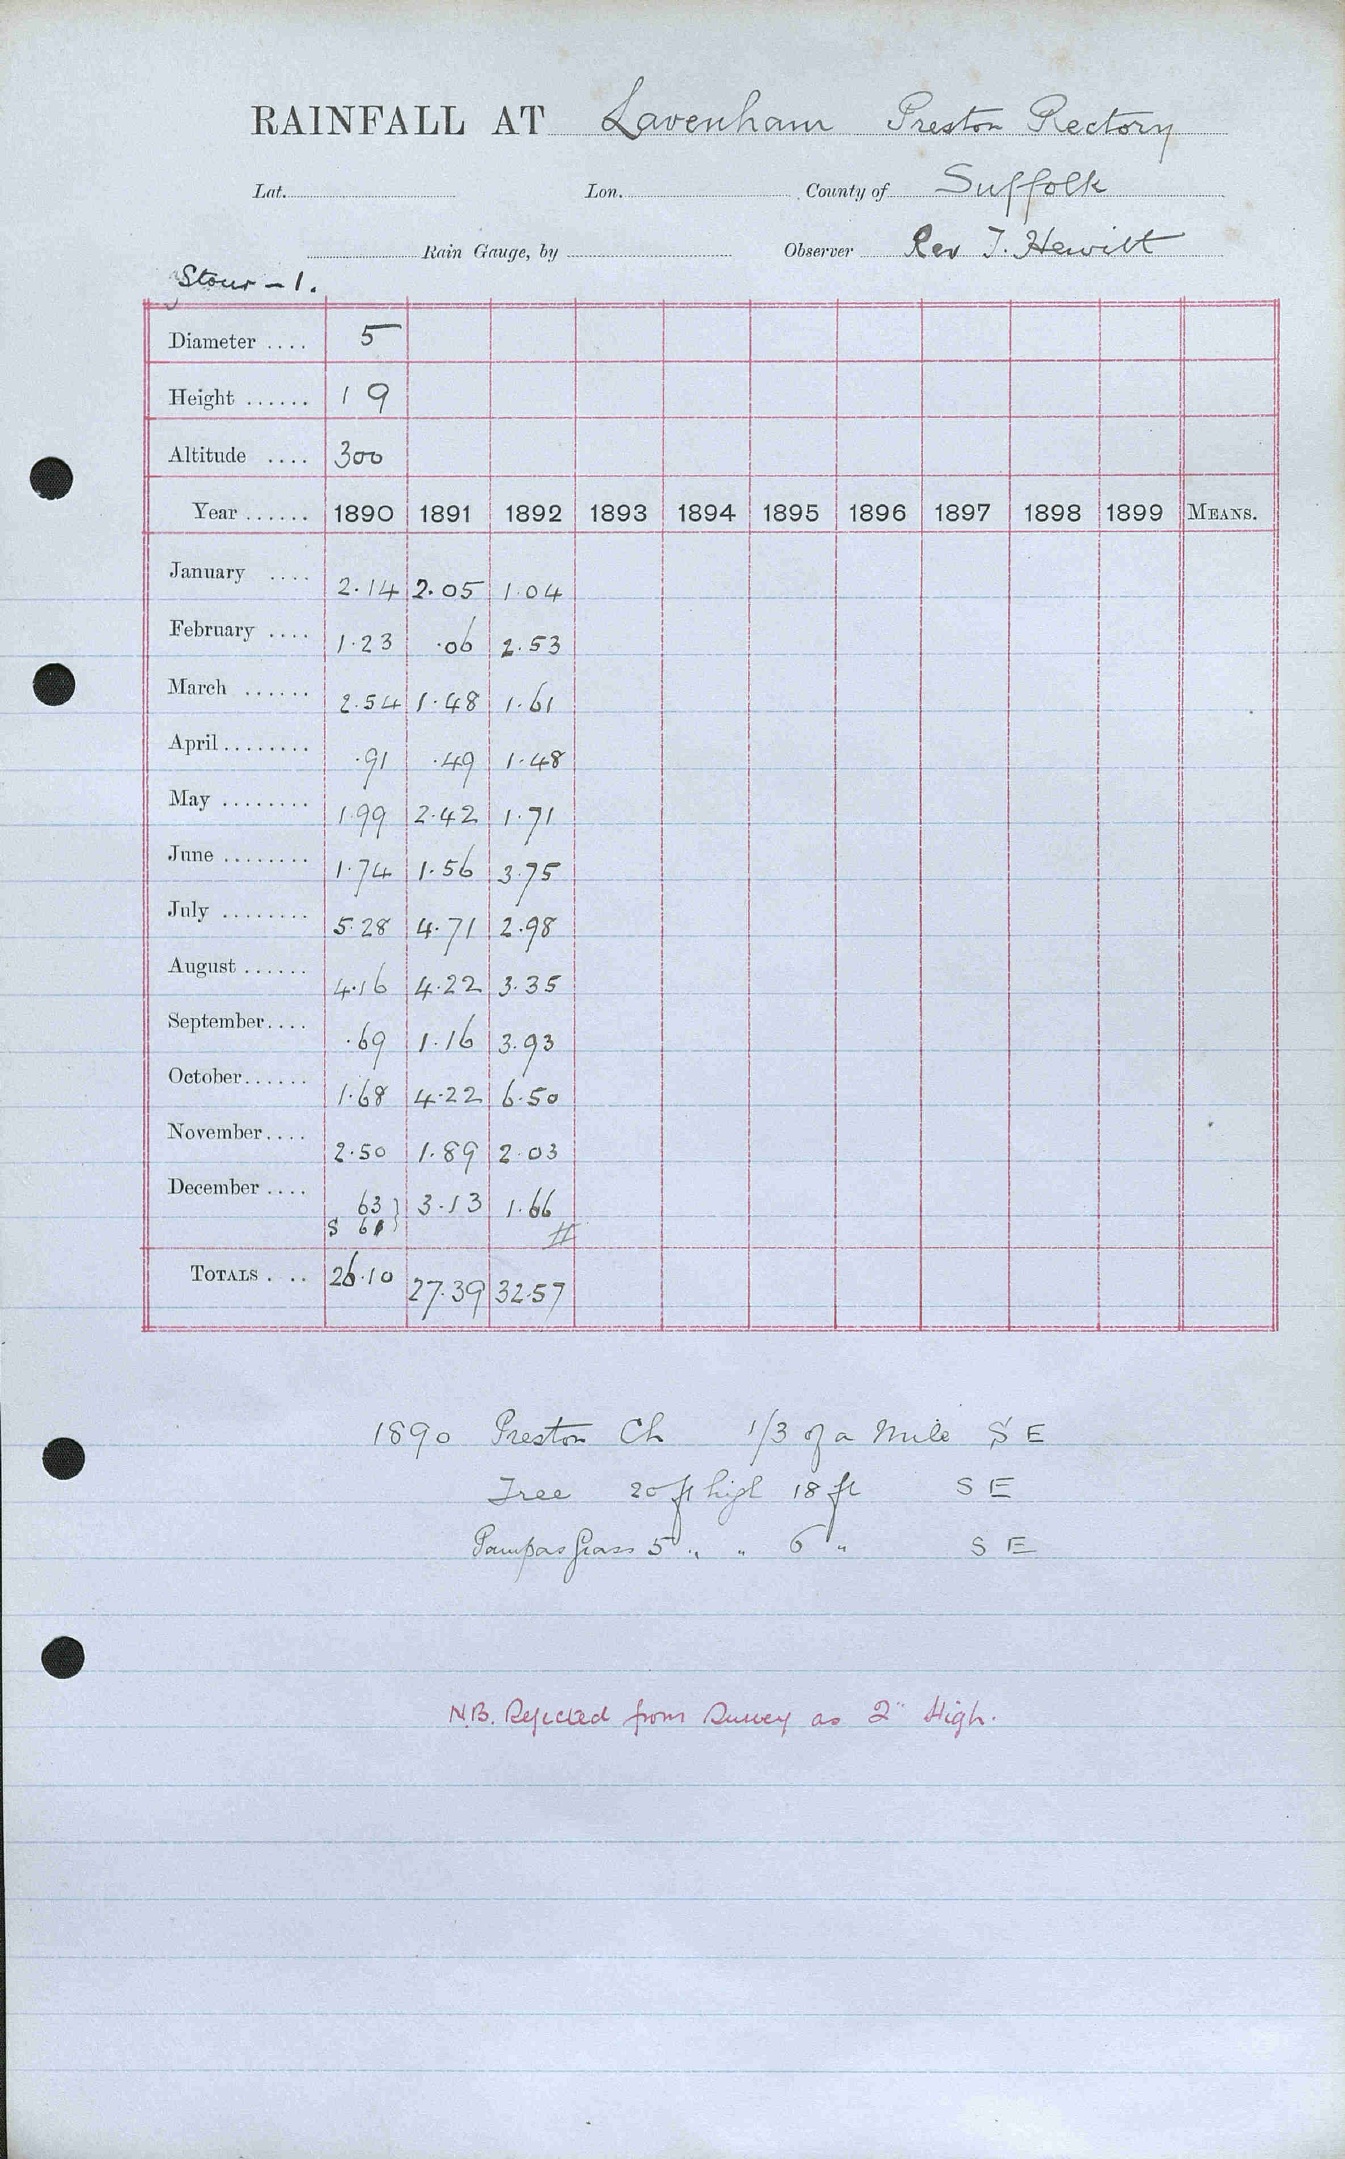 RAINFALL AT Lavenham Preston Rectory
Lat. Lon. County of Suffolk
Rain Gauge, by Observer Rev T. Hewitt
Stour - 1.
Diameter .... 5
Height ...... 1 9
Altitude .... 300
Year ...... 1890 1891 1892 1893 1894 1895 1896 1897 1898 1899 MEANS.
January .... 2.14 2.05 1.04
February .... 1.23 .06 2.53
March ...... 2.54 1.48 1.61
April ........ .91 .49 1.48
May ........ 1.99 2.42 1.71
June ........ 1.74 1.56 3.75
July ........ 5.28 4.71 2.98
August ...... 4.16 4.22 3.35
September.... .69 1.16 3.93
October...... 1.68 4.22 6.50
November.... 2.50 1.89 2.03
December .... 63 } 3.13 1.66
S 61 #
TOTALS . .. 26.10 27.39 32.57
1890 Preston Ch 1/3 of a Mile S E
Tree 20 ft high 18 ft S E
Pampas Grass 5 " " 6 " S E
N.B. Rejected from Survey as 2" High.